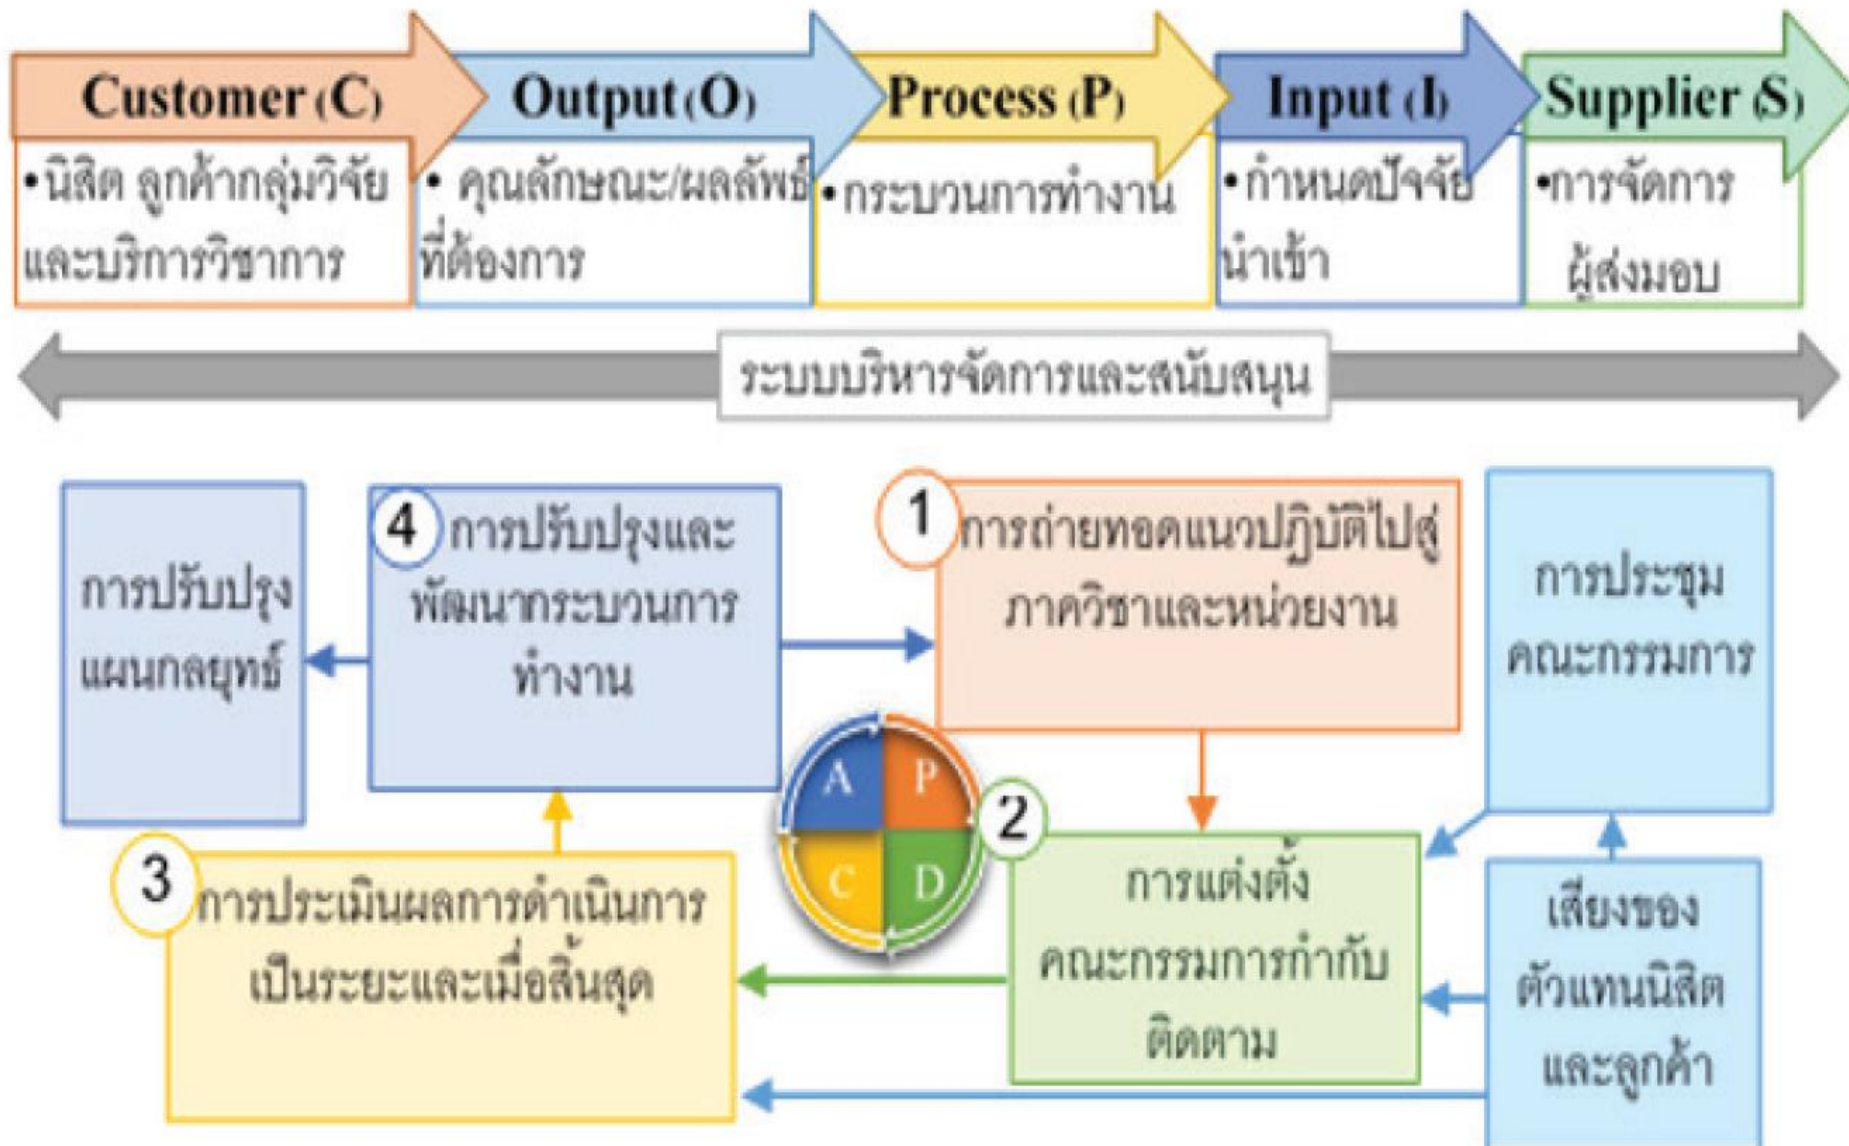 Customer (C)
Output (O)
Process (P)
Input (I)
Supplier (S)
•นิสิต ลูกค้ากลุ่มวิจัย
และบริการวิชาการ
• คุณลักษณะ/ผลลัพธ์
ที่ต้องการ
•กระบวนการทำงาน
•กำหนดปัจจัย
นำเข้า
•การจัดการ
ผู้ส่งมอบ
ระบบบริหารจัดการและสนับสนุน
การปรับปรุง
แผนกลยุทธ์
4 การปรับปรุงและ
พัฒนากระบวนการ
ทำงาน
1 การถ่ายทอดแนวปฏิบัติไปสู่
ภาควิชาและหน่วยงาน
การประชุม
คณะกรรมการ
A P
C D
3 การประเมินผลการดำเนินการ
เป็นระยะและเมื่อสิ้นสุด
2
การแต่งตั้ง
คณะกรรมการกำกับ
ติดตาม
เสียงของ
ตัวแทนนิสิต
และลูกค้า